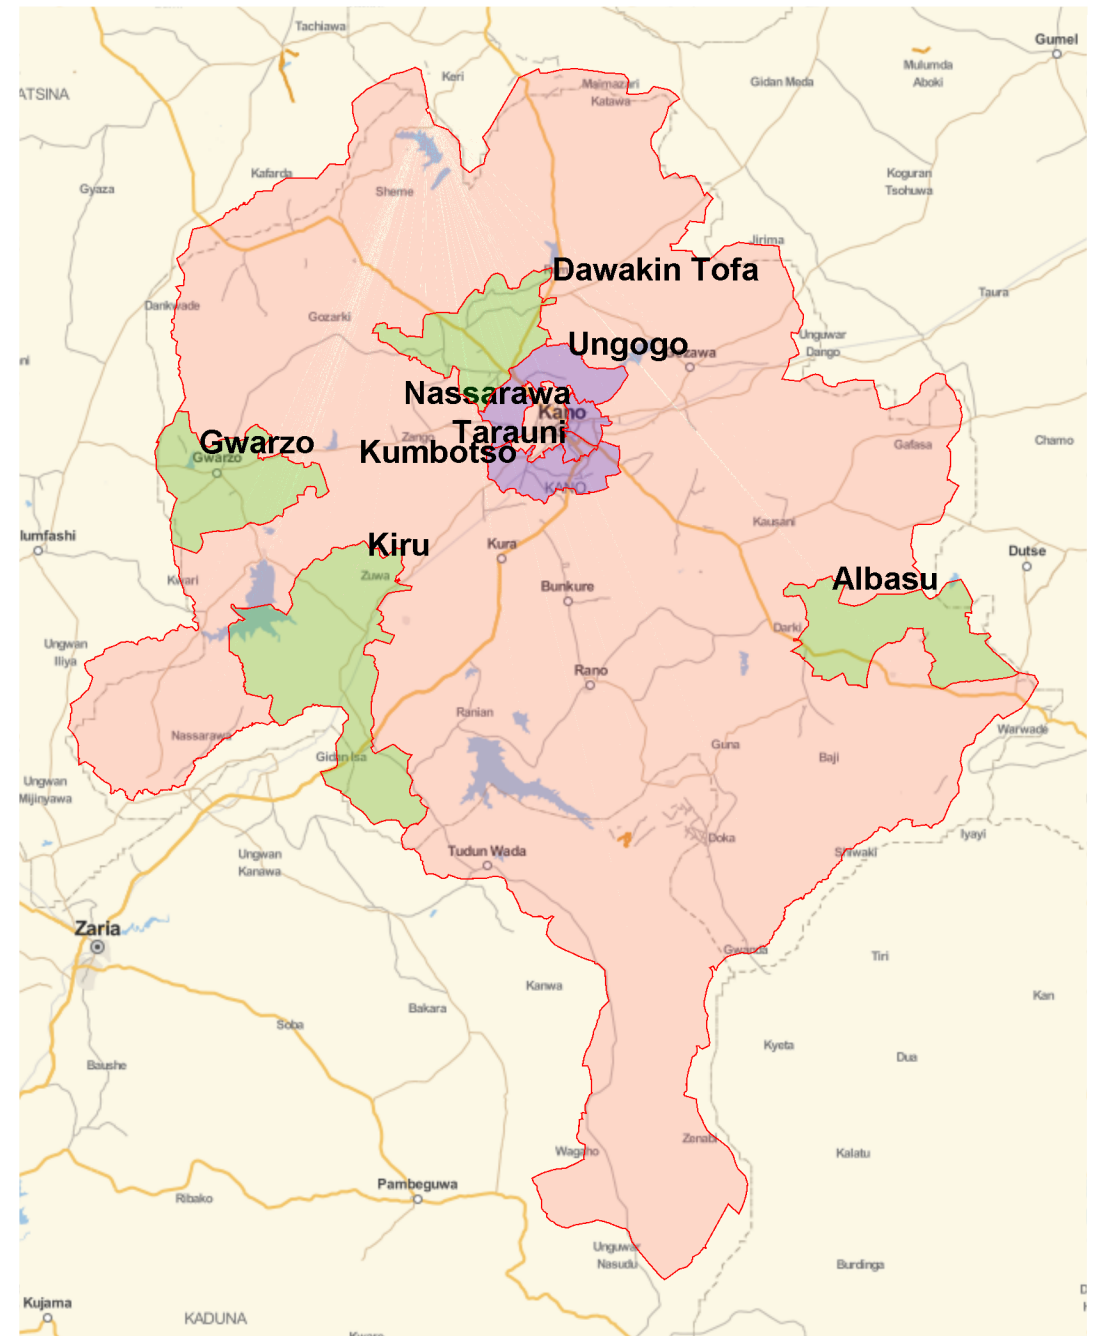 Tachiawa
Gumel
Keri
Mulumda
Aboki
ATSINA
Gidan Meda
Maimazari
Katawa
Kafarda
Koguran
Tsohuwa
Gyaza
Sheme
Jirima
Dawakin Tofa
Taura
Dankwade
Gozarki
Unguwar
Dango
Ungogo
Nassarawa
Kano
Tarauni
Zango
Gwarzo
Kumbotso
Gwarzo
Gafasa
Chamo
KANO
Kausani
lumfashi
Kiru
Kura
Dutse
Zuwa
Kwari
Bunkure
Albasu
Darki
Ungwan
Iliya
Rano
Ranian
Nassarawa
Guna
Warwade
Gidan Isa
Baji
Ungwan
Mijinyawa
Doka
Iyayi
Tudun Wada
Shiwaki
Ungwan
Kanawa
Zaria
Gwanda
Tiri
Kanwa
Kan
Bakara
Soba
Kyeta
Dua
Baushe
Zenabi
Wagaho
Kalatu
Pambeguwa
Ribako
Unguwar
Nasudu
Burdinga
Kujama
KADUNA